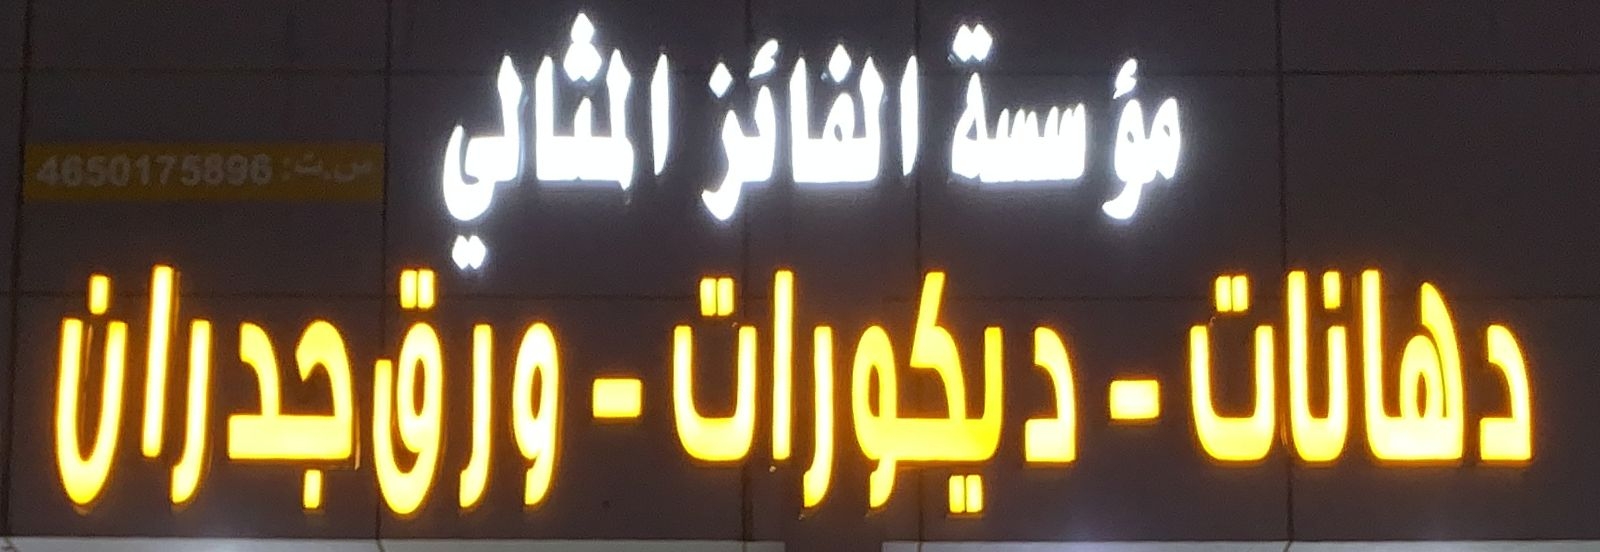 مؤسسة الفائز المثالي
س.ت: 4650175896
دهانات - ديكورات - ورق جدران